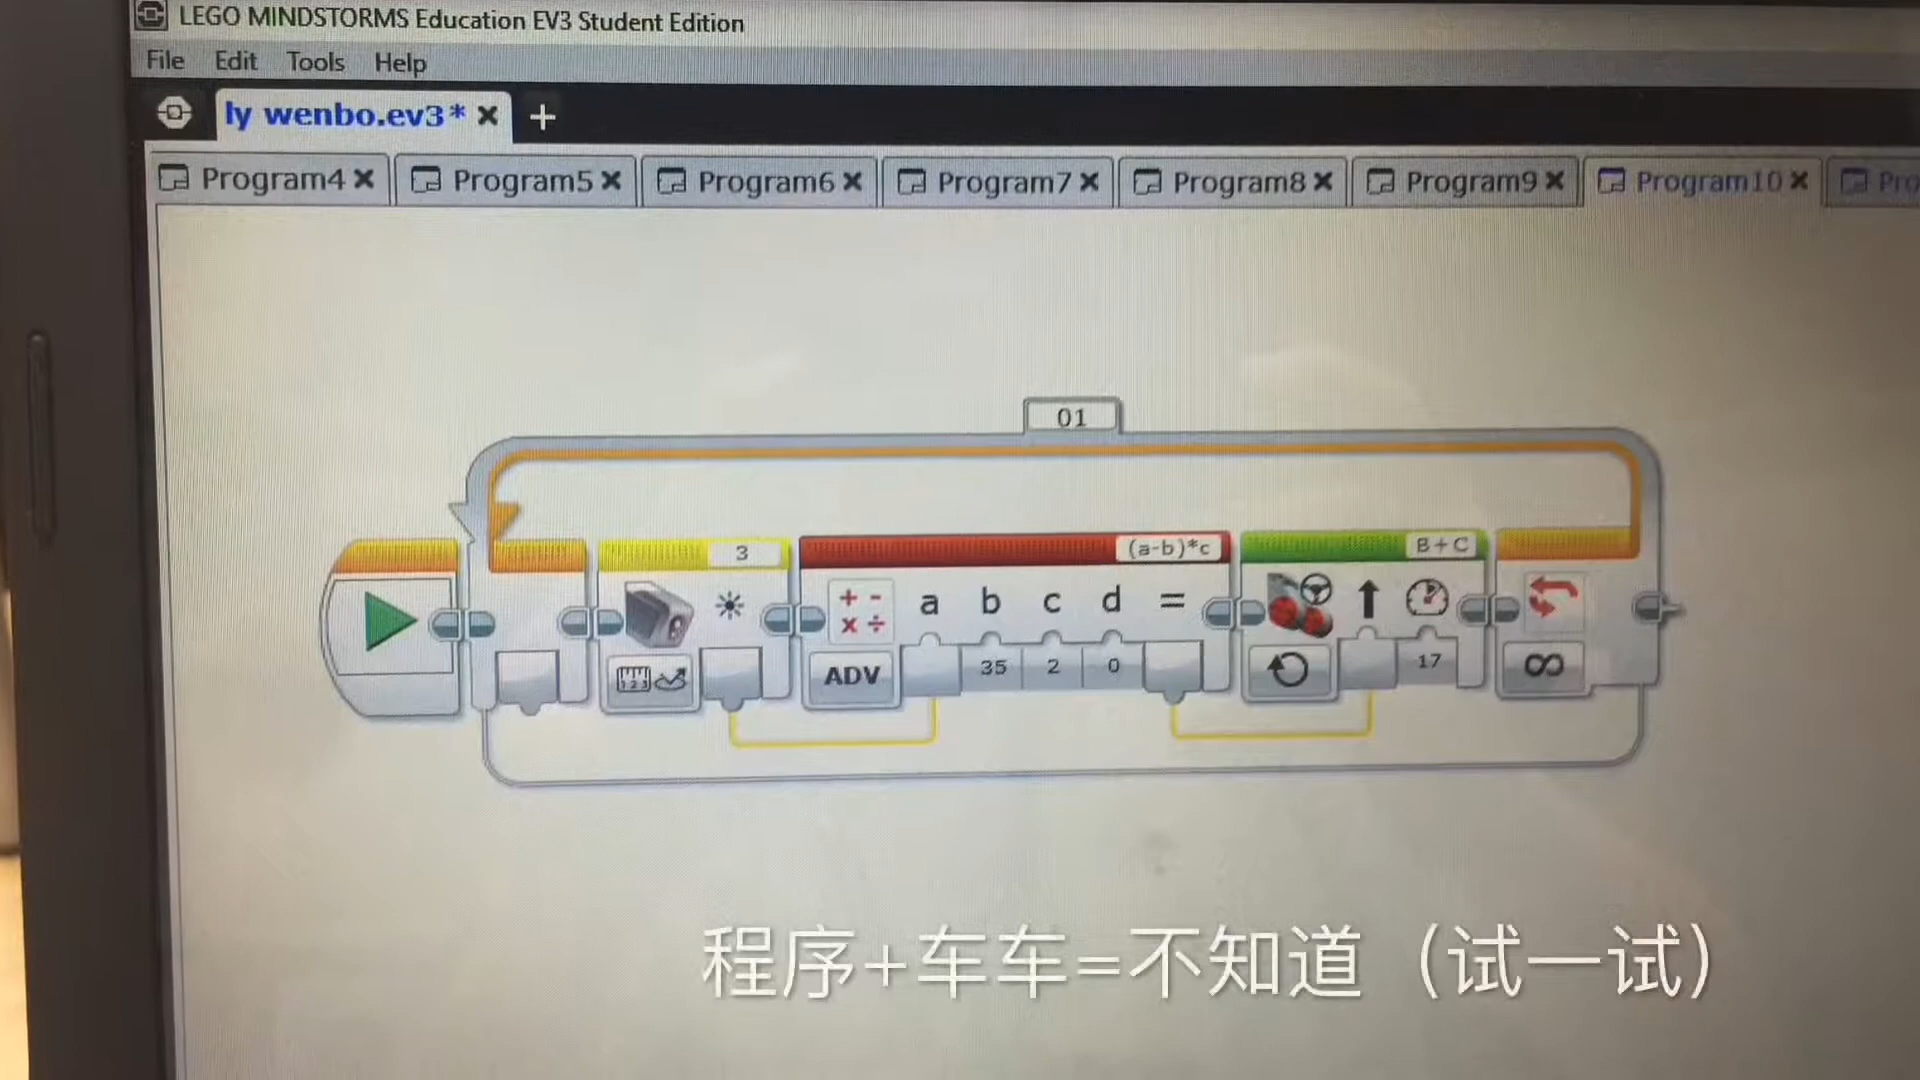 LEGO MINDSTORMS Education EV3 Student Edition
File Edit Tools Help
ly wenbo.ev3*
Program4 Program5 Program6 Program7 Program8 Program9 Program10 Pro
01
3 (a-b)*c B+C
a b c d =
ADV 35 2 0 17
程序+车车=不知道（试一试）